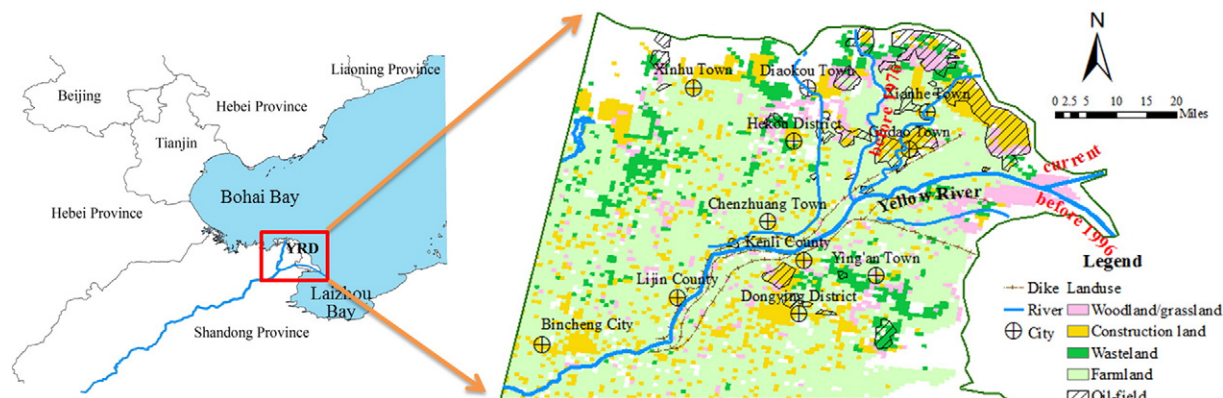 Liaoning Province
Beijing
Hebei Province
Tianjin
Bohai Bay
Hebei Province
YRD
Laizhou
Bay
Shandong Province
N
0 2.5 5 10 15 20
Miles
Xinhu Town
Diaokou Town
before 1976
Xianhe Town
Hekou District
Gudao Town
current
Yellow River
before 1996
Chenzhuang Town
Kenli County
Ying'an Town
Lijin County
Dongying District
Bincheng City
Legend
Dike
River
City
Landuse
Woodland/grassland
Construction land
Wasteland
Farmland
Oil-field